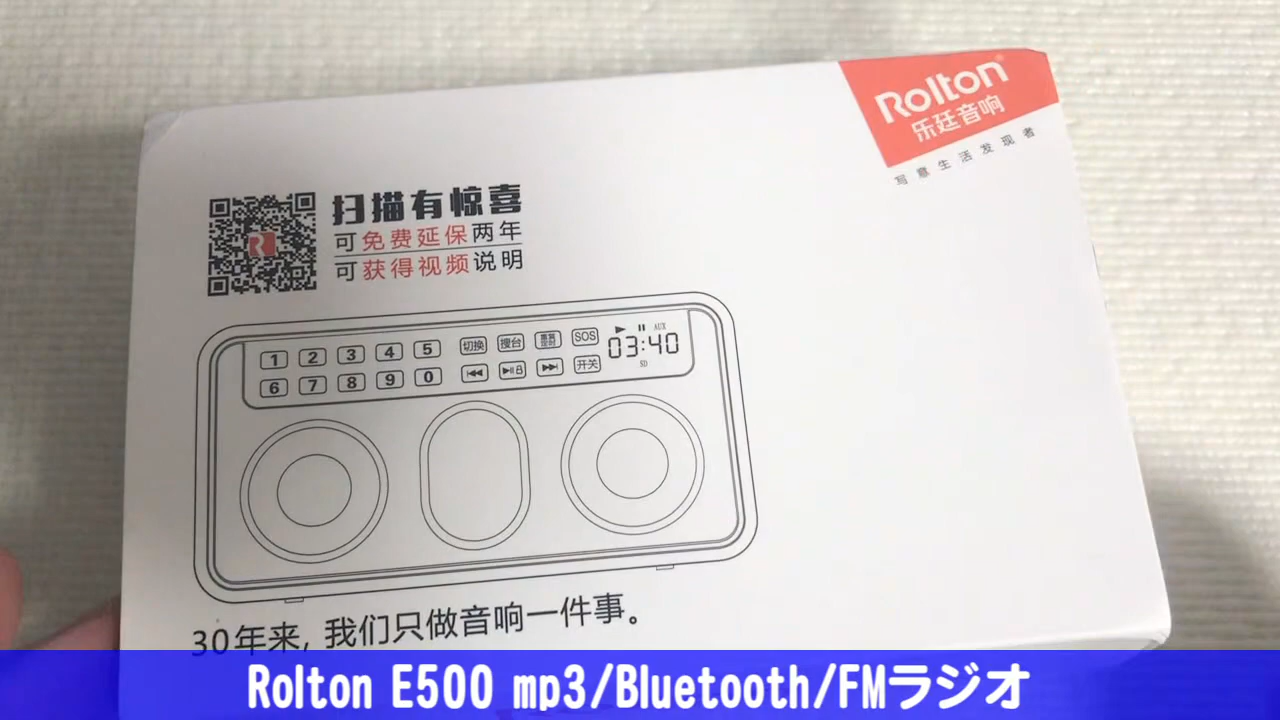 Rolton
乐廷音响
写意生活发现者
扫描有惊喜
可免费延保两年
可获得视频说明
1 2 3 4 5 切换 搜台 SOS
AUX
03:40
6 7 8 9 0 开关
SD
30年来, 我们只做音响一件事。
Rolton E500 mp3/Bluetooth/FMラジオ